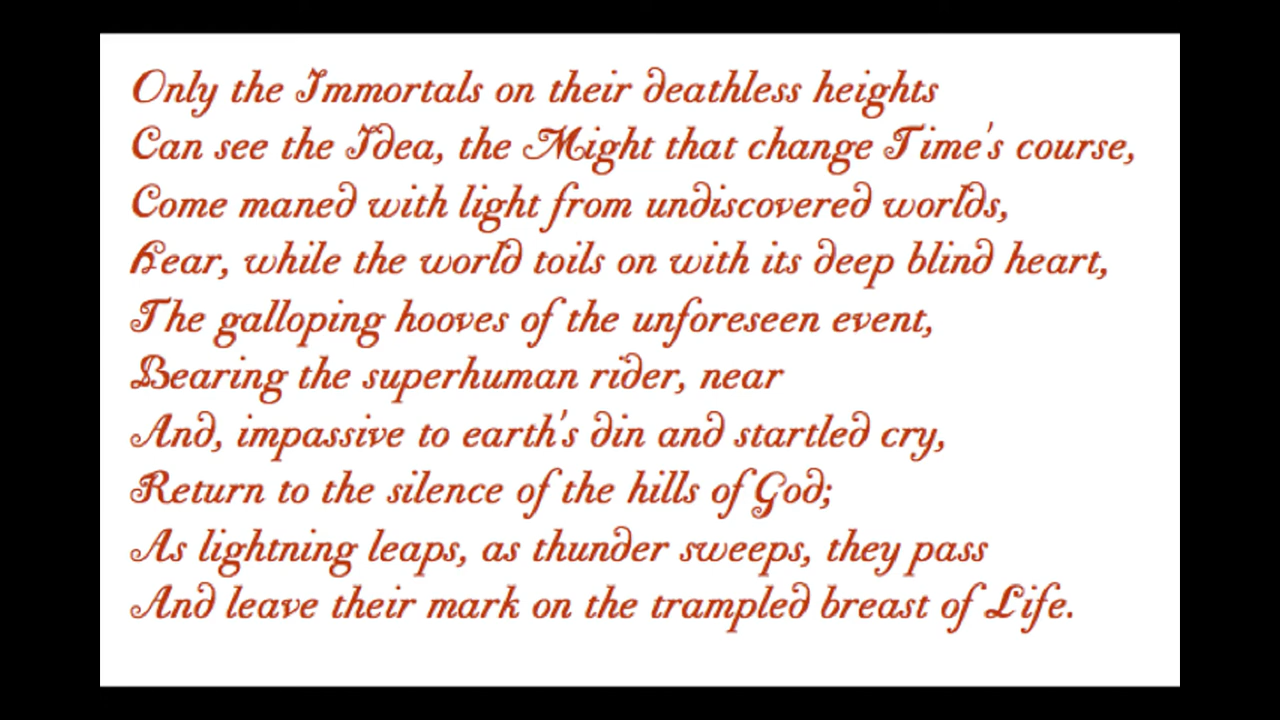 Only the Immortals on their deathless heights
Can see the Idea, the Might that change Time's course,
Come maned with light from undiscovered worlds,
Hear, while the world toils on with its deep blind heart,
The galloping hooves of the unforeseen event,
Bearing the superhuman rider, near
And, impassive to earth's din and startled cry,
Return to the silence of the hills of God;
As lightning leaps, as thunder sweeps, they pass
And leave their mark on the trampled breast of Life.